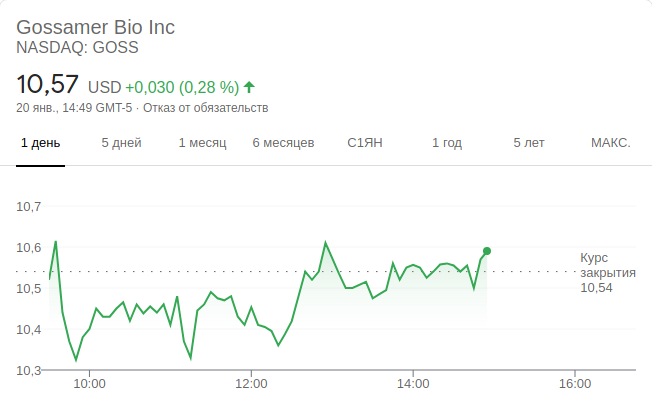 Gossamer Bio Inc
NASDAQ: GOSS
10,57 USD +0,030 (0,28 %)
20 янв., 14:49 GMT-5 · Отказ от обязательств
1 день 5 дней 1 месяц 6 месяцев С1ЯН 1 год 5 лет МАКС.
10,7
10,6
Курс
закрытия
10,54
10,5
10,4
10,3
10:00 12:00 14:00 16:00